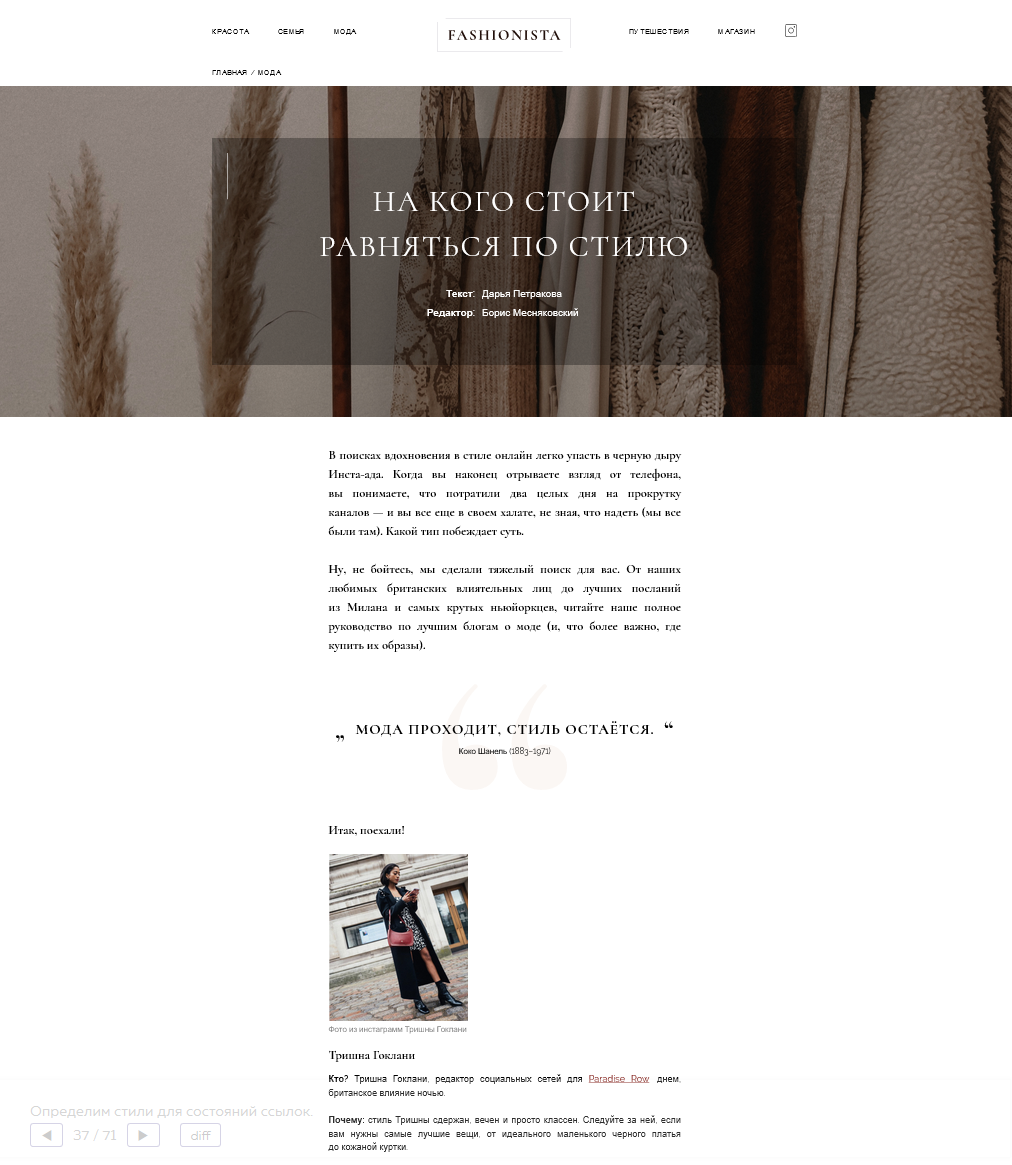 КРАСОТА СЕМЬЯ МОДА FASHIONISTA ПУТЕШЕСТВИЯ МАГАЗИН
ГЛАВНАЯ / МОДА
НА КОГО СТОИТ
РАВНЯТЬСЯ ПО СТИЛЮ
Текст: Дарья Петракова
Редактор: Борис Месняковский
В поисках вдохновения в стиле онлайн легко упасть в черную дыру
Инста-ада. Когда вы наконец отрываете взгляд от телефона,
вы понимаете, что потратили два целых дня на прокрутку
каналов — и вы все еще в своем халате, не зная, что надеть (мы все
были там). Какой тип побеждает суть.
Ну, не бойтесь, мы сделали тяжелый поиск для вас. От наших
любимых британских влиятельных лиц до лучших посланий
из Милана и самых крутых ньюйоркцев, читайте наше полное
руководство по лучшим блогам о моде (и, что более важно, где
купить их образы).
„ МОДА ПРОХОДИТ, СТИЛЬ ОСТАЁТСЯ. “
Коко Шанель (1883–1971)
Итак, поехали!
Фото из инстаграмм Тришны Гоклани
Тришна Гоклани
Кто? Тришна Гоклани, редактор социальных сетей для Paradise Row днем,
британское влияние ночью.
Почему: стиль Тришны сдержан, вечен и просто классен. Следуйте за ней, если
вам нужны самые лучшие вещи, от идеального маленького черного платья
до кожаной куртки.
Определим стили для состояний ссылок.
37 / 71 diff